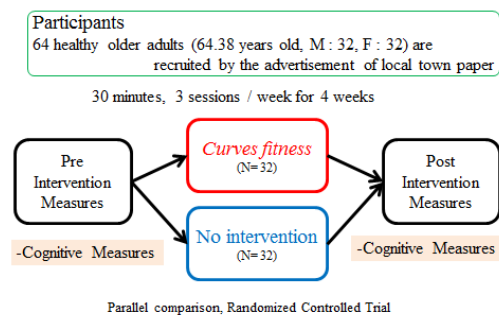 Participants
64 healthy older adults (64.38 years old, M : 32, F : 32) are
recruited by the advertisement of local town paper
30 minutes, 3 sessions / week for 4 weeks
Pre
Intervention
Measures
Curves fitness
(N= 32)
Post
Intervention
Measures
No intervention
(N= 32)
-Cognitive Measures
-Cognitive Measures
Parallel comparison, Randomized Controlled Trial